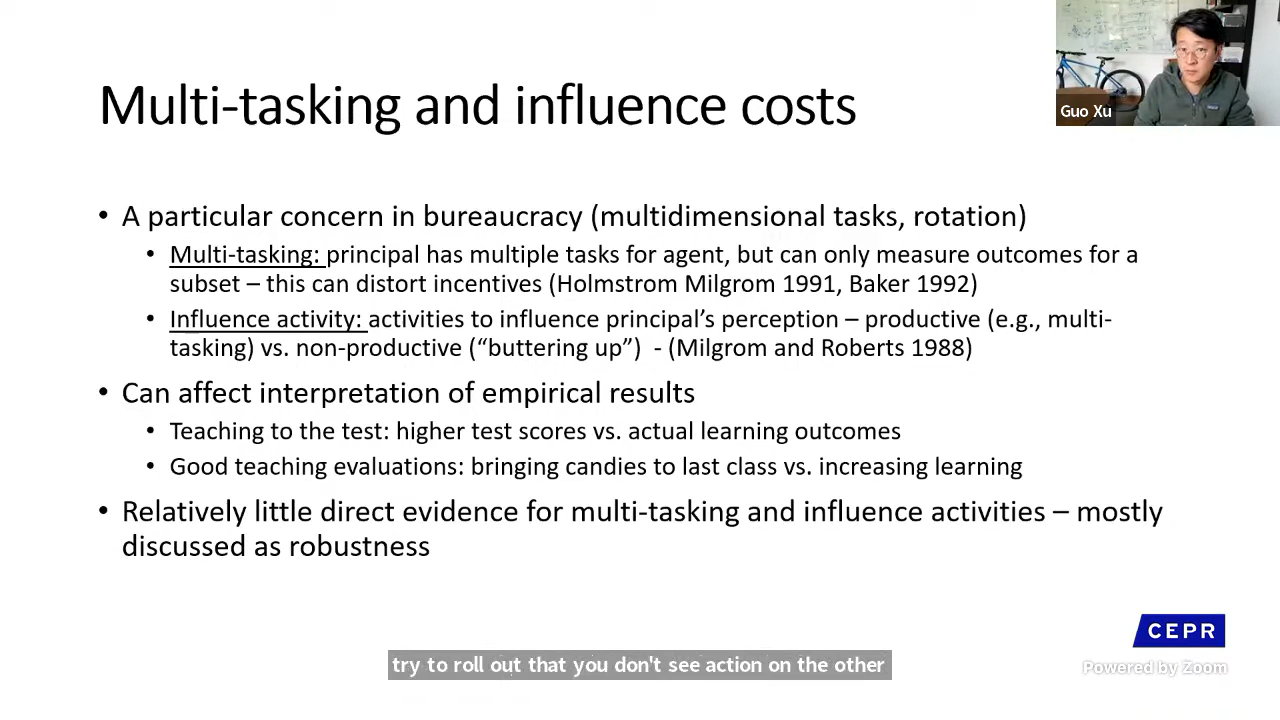 Multi-tasking and influence costs
Guo Xu
• A particular concern in bureaucracy (multidimensional tasks, rotation)
• Multi-tasking: principal has multiple tasks for agent, but can only measure outcomes for a
subset – this can distort incentives (Holmstrom Milgrom 1991, Baker 1992)
• Influence activity: activities to influence principal’s perception – productive (e.g., multi-
tasking) vs. non-productive (“buttering up”) - (Milgrom and Roberts 1988)
• Can affect interpretation of empirical results
• Teaching to the test: higher test scores vs. actual learning outcomes
• Good teaching evaluations: bringing candies to last class vs. increasing learning
• Relatively little direct evidence for multi-tasking and influence activities – mostly
discussed as robustness
CEPR
Powered by Zoom
try to roll out that you don't see action on the other